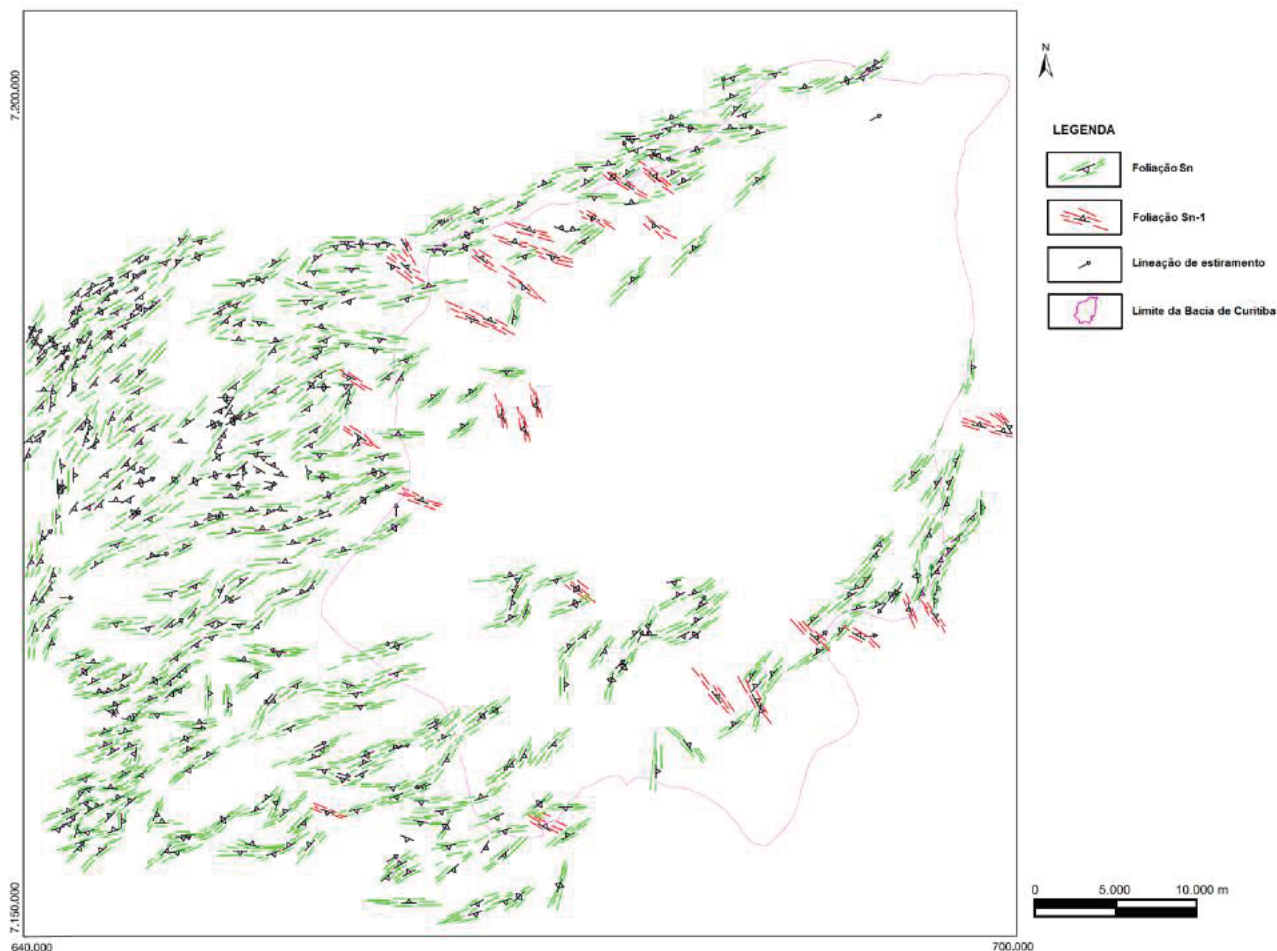 7,200.000
N
LEGENDA
Foliação Sn
Foliação Sn-1
Lineação de estiramento
Limite da Bacia de Curitiba
0 5.000 10.000 m
7,150.000
640.000 700.000